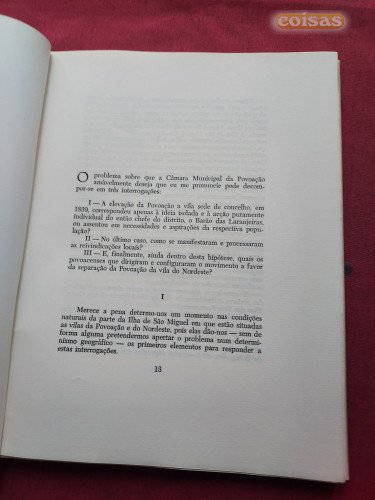 coisas
O problema sobre que a Câmara Municipal da Povoação
amàvelmente deseja que eu me pronuncie pode decom-
por-se em três interrogações:
I — A elevação da Povoação a vila sede de concelho, em
1839, correspondeu apenas à ideia isolada e à acção puramente
individual do então chefe do distrito, o Barão das Laranjeiras,
ou assentou em necessidades e aspirações da respectiva popu-
lação?
II — No último caso, como se manifestaram e processaram
as reivindicações locais?
III — E, finalmente, ainda dentro desta hipótese, quais os
povoacenses que dirigiram e configuraram o movimento a favor
da separação da Povoação da vila do Nordeste?
I
Merece a pena determo-nos um momento nas condições
naturais da parte da Ilha de São Miguel em que estão situadas
as vilas da Povoação e do Nordeste, pois elas dão-nos — sem de
forma alguma pretendermos apertar o problema num determi-
nismo geográfico — os primeiros elementos para responder a
estas interrogações.
13